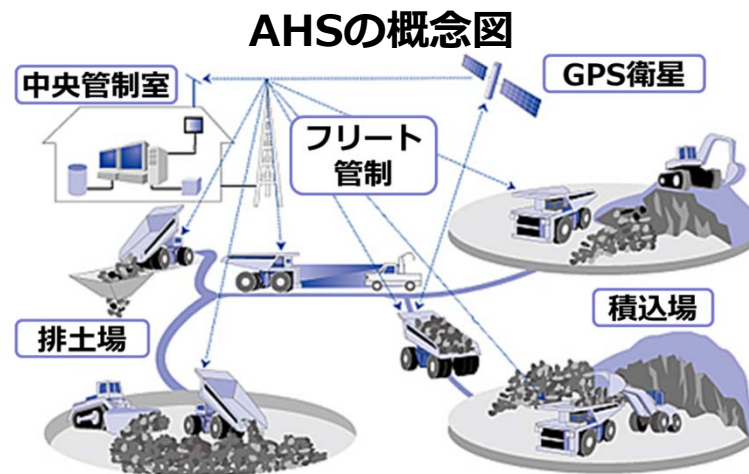 AHSの概念図
中央管制室
GPS衛星
フリート
管制
排土場
積込場